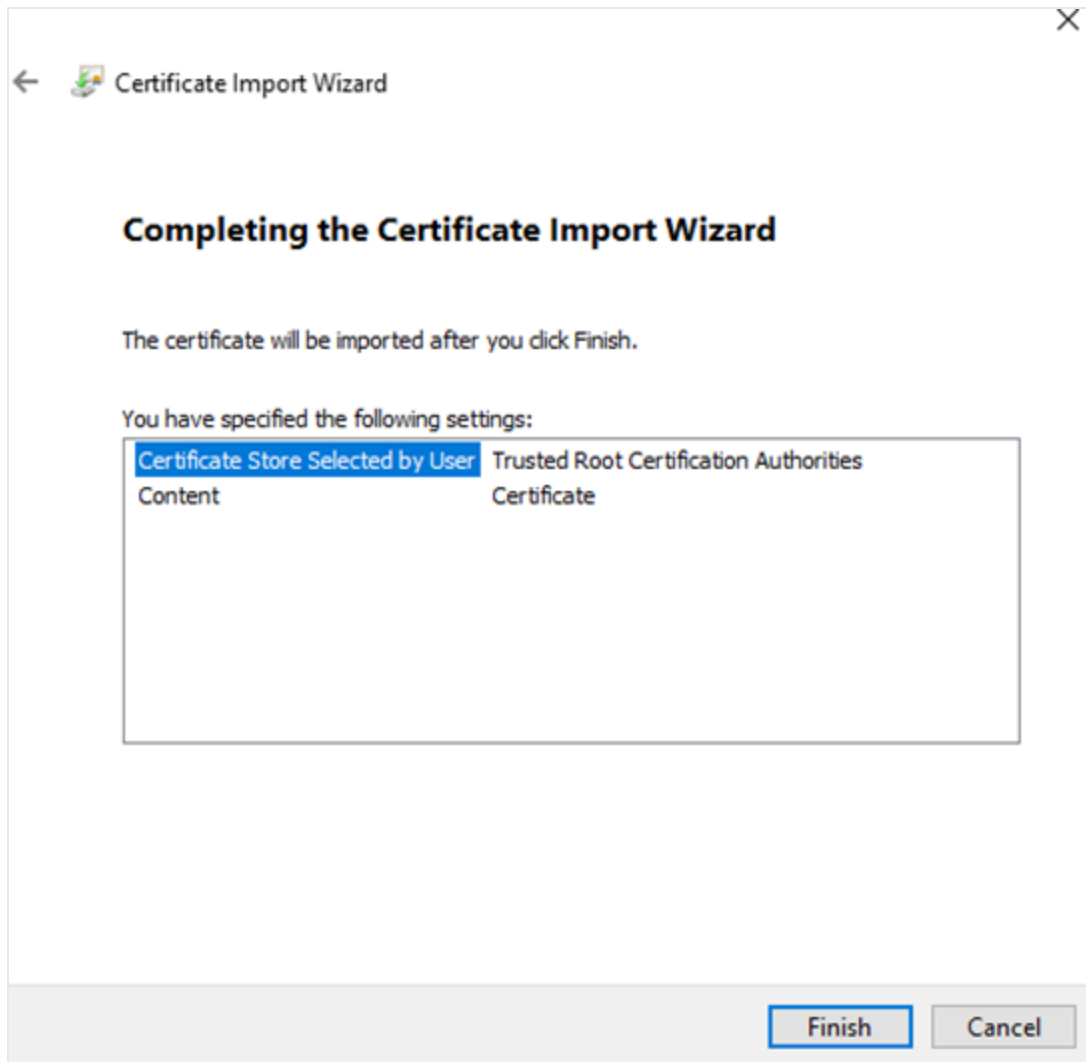 Certificate Import Wizard
Completing the Certificate Import Wizard
The certificate will be imported after you click Finish.
You have specified the following settings:
Certificate Store Selected by User Trusted Root Certification Authorities
Content Certificate
Finish Cancel